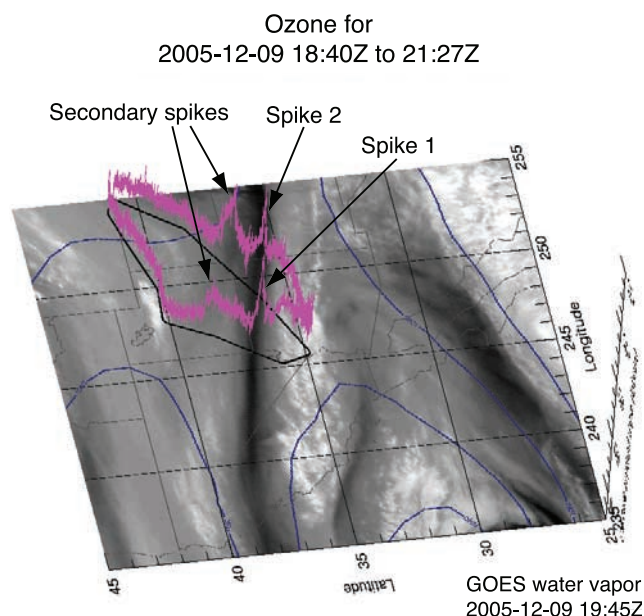 Ozone for
2005-12-09 18:40Z to 21:27Z
Secondary spikes
Spike 2
Spike 1
255
250
245
Longitude
240
235
25
30
35
40
45
Latitude
GOES water vapor
2005-12-09 19:45Z